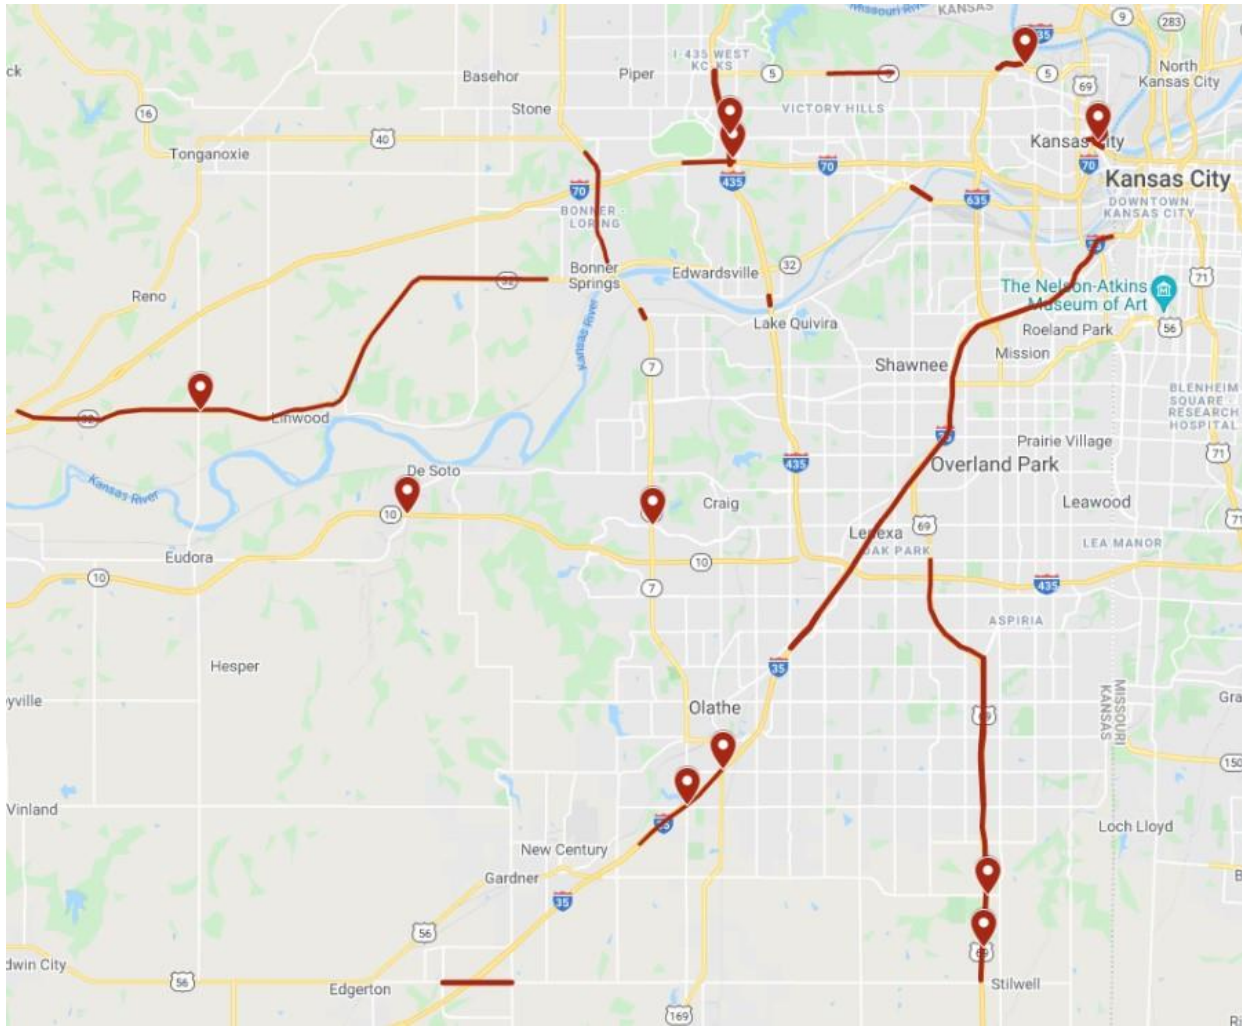 Missouri River
KANSAS
9
283
35
I-435 WEST
KC KS
ck
Basehor
Piper
5
5
69
North
Kansas City
Stone
VICTORY HILLS
16
40
Tonganoxie
Kansas City
70
435
70
70
Kansas City
635
BONNER -
LORING
DOWNTOWN
KANSAS CITY
32
Bonner
Springs
Edwardsville
32
71
Reno
The Nelson-Atkins
Museum of Art
Lake Quivira
Roeland Park
56
Kansas River
Mission
7
Shawnee
BLENHEIM
SQUARE -
RESEARCH
HOSPITAL
32
Linwood
Prairie Village
71
435
Overland Park
De Soto
Kansas River
Craig
Leawood
10
71
69
Lenexa
OAK PARK
LEA MANOR
Eudora
10
10
7
435
ASPIRIA
Hesper
35
MISSOURI
KANSAS
yville
Gra
Olathe
69
150
Vinland
35
Loch Lloyd
New Century
Gardner
B
35
56
69
dwin City
56
Edgerton
Stilwell
169
Ri